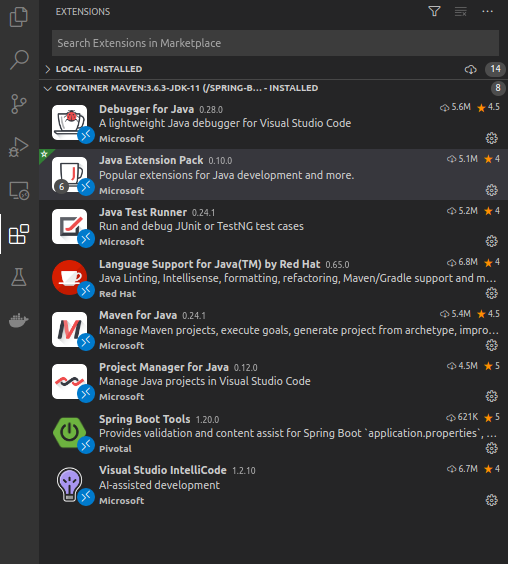 EXTENSIONS
Search Extensions in Marketplace
LOCAL - INSTALLED 14
CONTAINER MAVEN:3.6.3-JDK-11 (/SPRING-B... - INSTALLED 8
Debugger for Java 0.28.0 5.6M 4.5
A lightweight Java debugger for Visual Studio Code
Microsoft
Java Extension Pack 0.10.0 5.1M 4
Popular extensions for Java development and more.
6 Microsoft
Java Test Runner 0.24.1 5.2M 4
Run and debug JUnit or TestNG test cases
Microsoft
Language Support for Java(TM) by Red Hat 0.65.0 6.8M 4
Java Linting, Intellisense, formatting, refactoring, Maven/Gradle support and m...
Red Hat
Maven for Java 0.24.1 5.4M 4.5
Manage Maven projects, execute goals, generate project from archetype, impro...
Microsoft
Project Manager for Java 0.12.0 4.5M 5
Manage Java projects in Visual Studio Code
Microsoft
Spring Boot Tools 1.20.0 621K 5
Provides validation and content assist for Spring Boot `application.properties`, ...
Pivotal
Visual Studio IntelliCode 1.2.10 6.7M 4
AI-assisted development
Microsoft